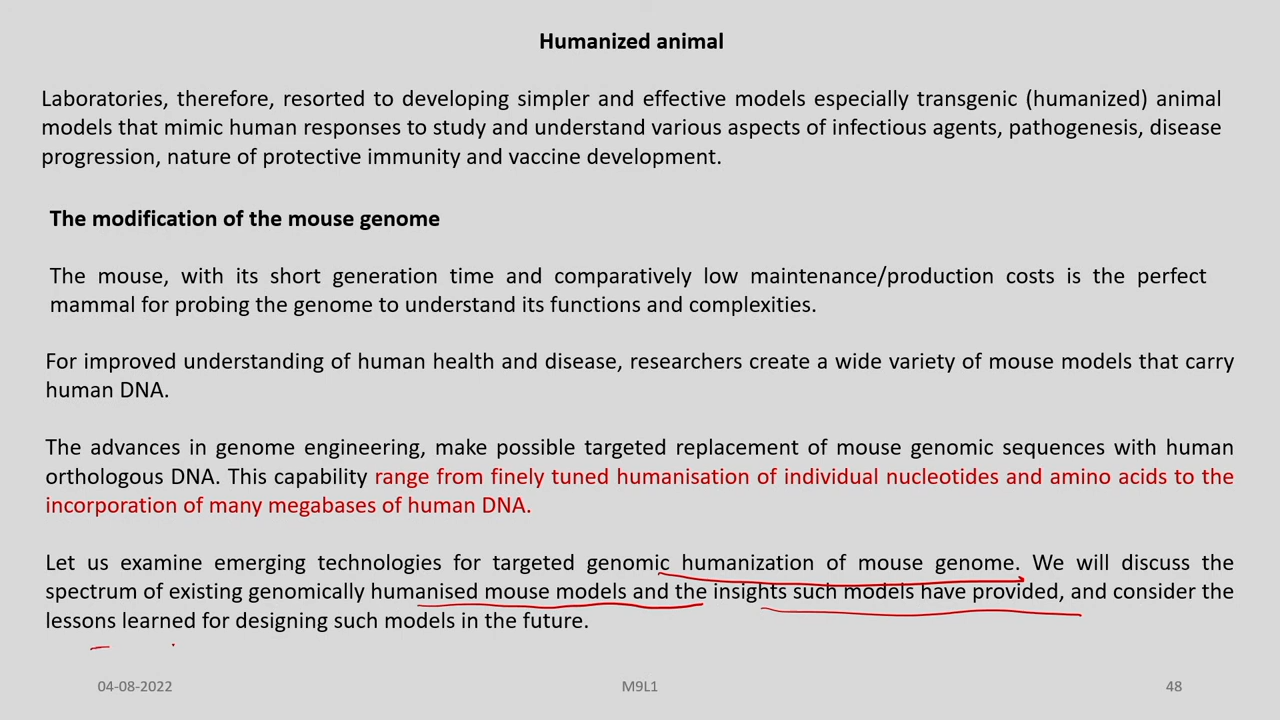 Humanized animal
Laboratories, therefore, resorted to developing simpler and effective models especially transgenic (humanized) animal
models that mimic human responses to study and understand various aspects of infectious agents, pathogenesis, disease
progression, nature of protective immunity and vaccine development.
The modification of the mouse genome
The mouse, with its short generation time and comparatively low maintenance/production costs is the perfect
mammal for probing the genome to understand its functions and complexities.
For improved understanding of human health and disease, researchers create a wide variety of mouse models that carry
human DNA.
The advances in genome engineering, make possible targeted replacement of mouse genomic sequences with human
orthologous DNA. This capability range from finely tuned humanisation of individual nucleotides and amino acids to the
incorporation of many megabases of human DNA.
Let us examine emerging technologies for targeted genomic humanization of mouse genome. We will discuss the
spectrum of existing genomically humanised mouse models and the insights such models have provided, and consider the
lessons learned for designing such models in the future.
04-08-2022
M9L1
48